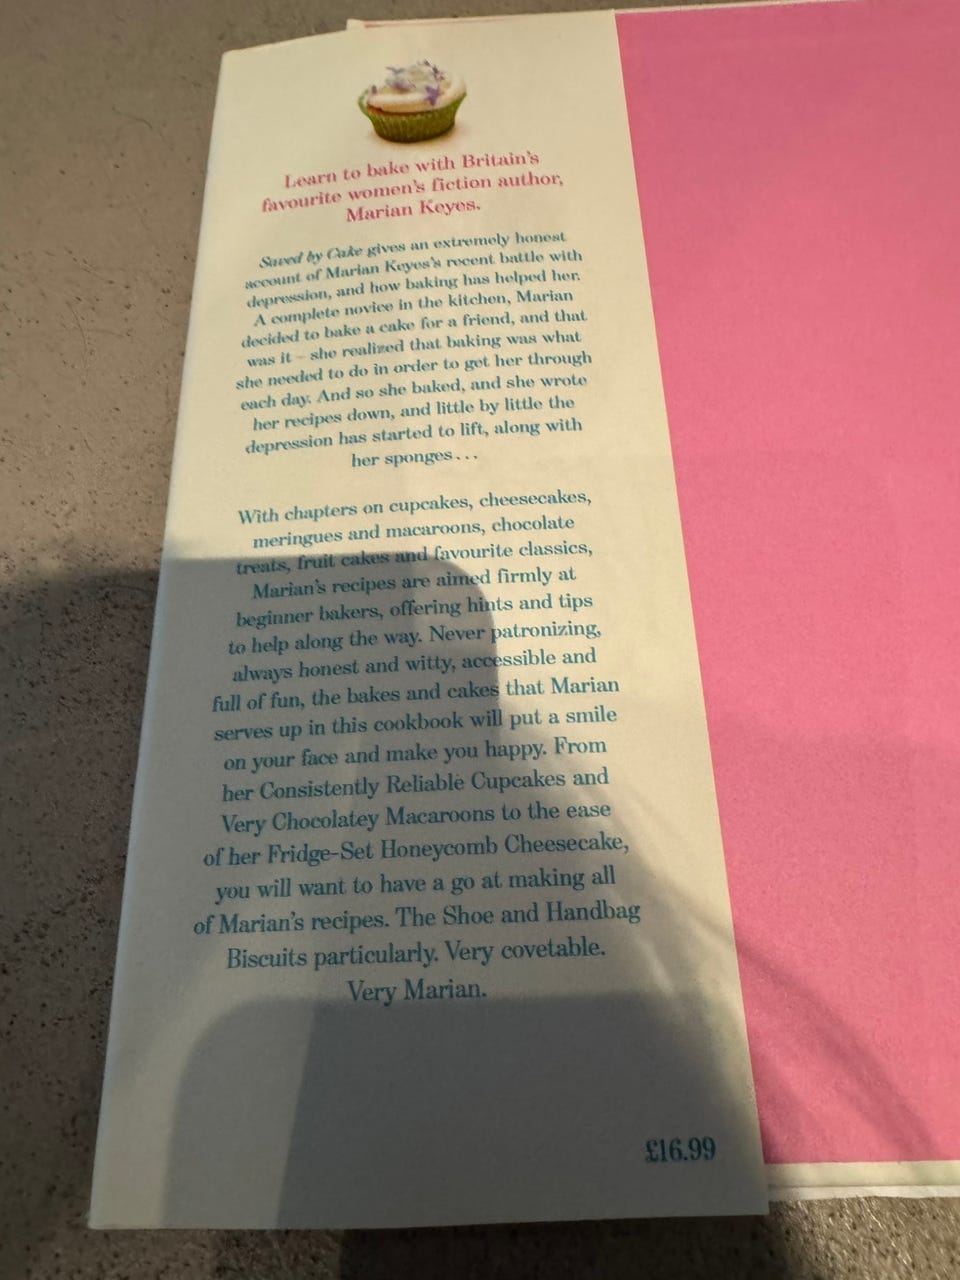 Learn to bake with Britain's
favourite women's fiction author,
Marian Keyes.
Saved by Cake gives an extremely honest
account of Marian Keyes's recent battle with
depression, and how baking has helped her.
A complete novice in the kitchen, Marian
decided to bake a cake for a friend, and that
was it – she realized that baking was what
she needed to do in order to get her through
each day. And so she baked, and she wrote
her recipes down, and little by little the
depression has started to lift, along with
her sponges...
With chapters on cupcakes, cheesecakes,
meringues and macaroons, chocolate
treats, fruit cakes and favourite classics,
Marian's recipes are aimed firmly at
beginner bakers, offering hints and tips
to help along the way. Never patronizing,
always honest and witty, accessible and
full of fun, the bakes and cakes that Marian
serves up in this cookbook will put a smile
on your face and make you happy. From
her Consistently Reliable Cupcakes and
Very Chocolatey Macaroons to the ease
of her Fridge-Set Honeycomb Cheesecake,
you will want to have a go at making all
of Marian's recipes. The Shoe and Handbag
Biscuits particularly. Very covetable.
Very Marian.
£16.99